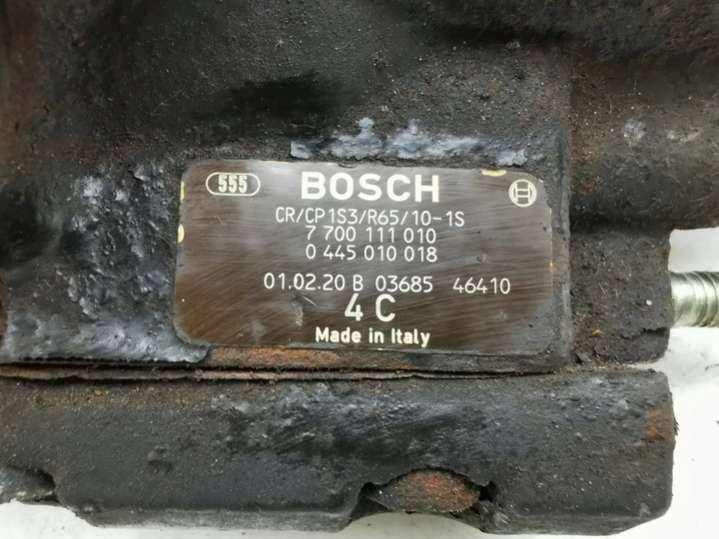 555 BOSCH
CR/CP1S3/R65/10-1S
7 700 111 010
0 445 010 018
01.02.20 B 03685 46410
4 C
Made in Italy